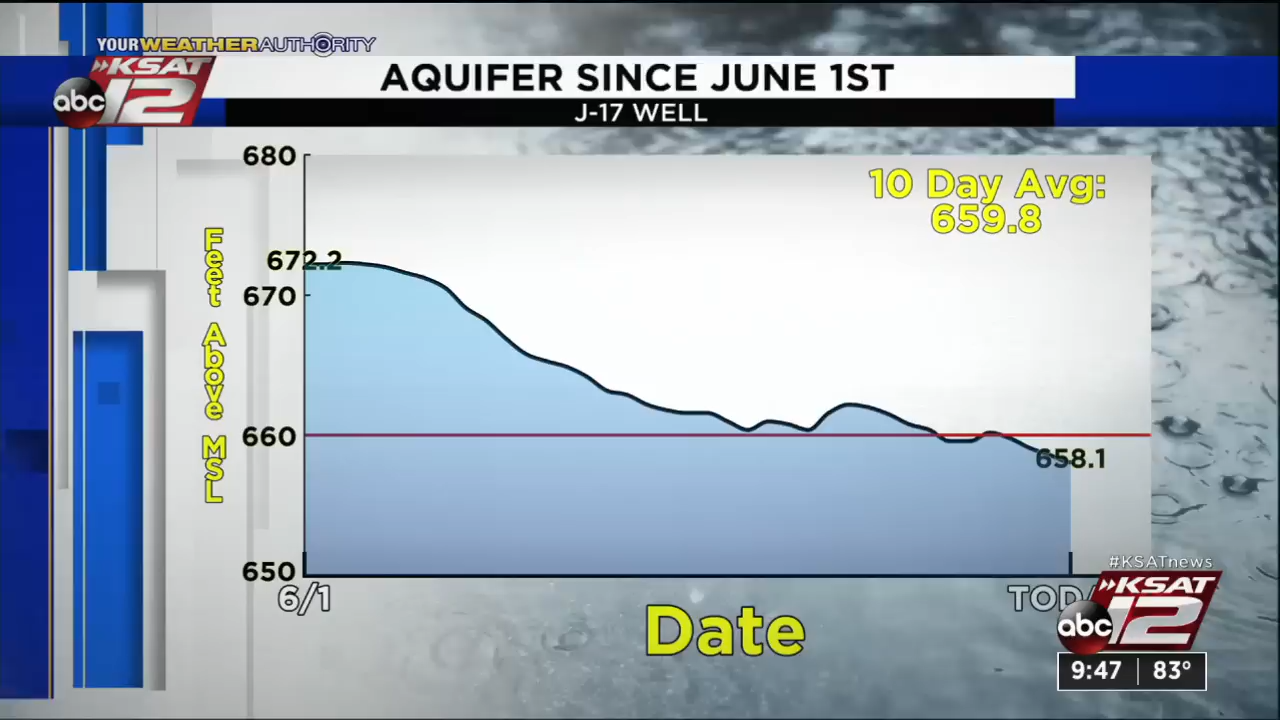 YOUR WEATHER AUTHORITY
KSAT
abc 12
AQUIFER SINCE JUNE 1ST
J-17 WELL
680
10 Day Avg:
659.8
Feet Above MSL
672.2
670
660
658.1
650
6/1
Date
#KSATnews
KSAT
abc 12
9:47 83°